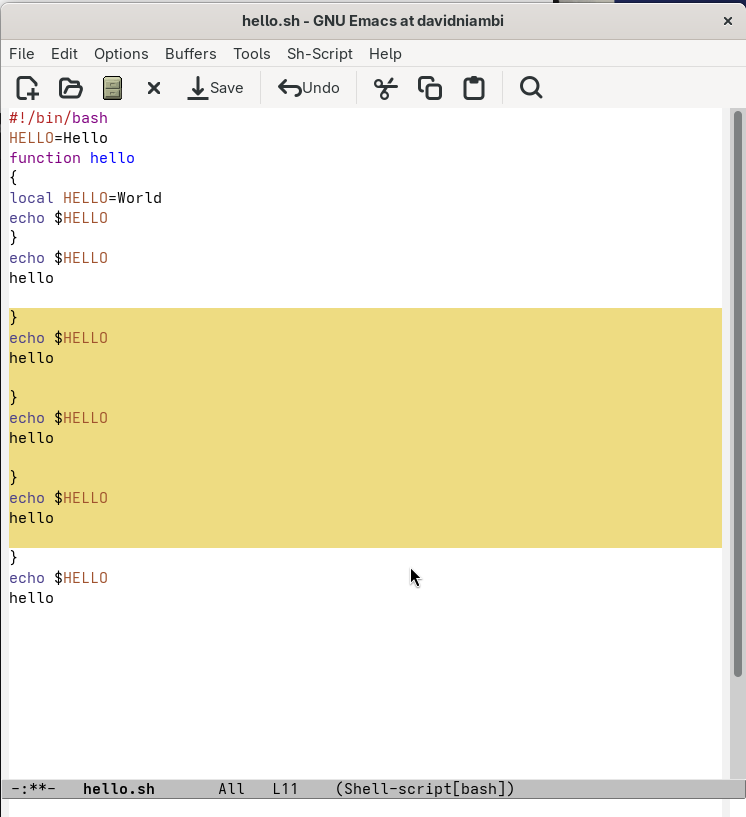 hello.sh - GNU Emacs at davidniambi
File Edit Options Buffers Tools Sh-Script Help
Save Undo
#!/bin/bash
HELLO=Hello
function hello
{
local HELLO=World
echo $HELLO
}
echo $HELLO
hello
}
echo $HELLO
hello
}
echo $HELLO
hello
}
echo $HELLO
hello
}
echo $HELLO
hello
-:**- hello.sh All L11 (Shell-script[bash])